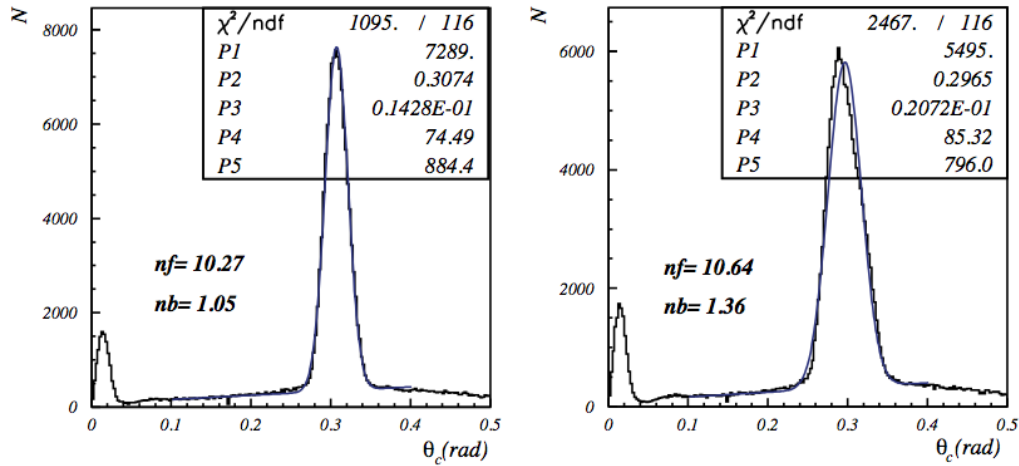 N
8000
6000
4000
2000
0
χ²/ndf 1095. / 116
P1 7289.
P2 0.3074
P3 0.1428E-01
P4 74.49
P5 884.4
nf= 10.27
nb= 1.05
0 0.1 0.2 0.3 0.4 0.5
θc(rad)
N
6000
4000
2000
0
χ²/ndf 2467. / 116
P1 5495.
P2 0.2965
P3 0.2072E-01
P4 85.32
P5 796.0
nf= 10.64
nb= 1.36
0 0.1 0.2 0.3 0.4 0.5
θc(rad)